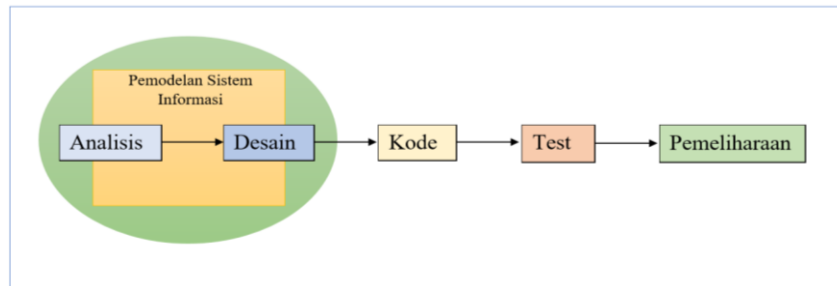 Pemodelan Sistem
Informasi
Analisis
Desain
Kode
Test
Pemeliharaan